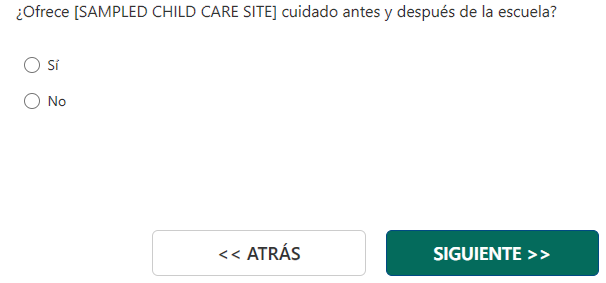 ¿Ofrece [SAMPLED CHILD CARE SITE] cuidado antes y después de la escuela?
Sí
No
<< ATRÁS
SIGUIENTE >>